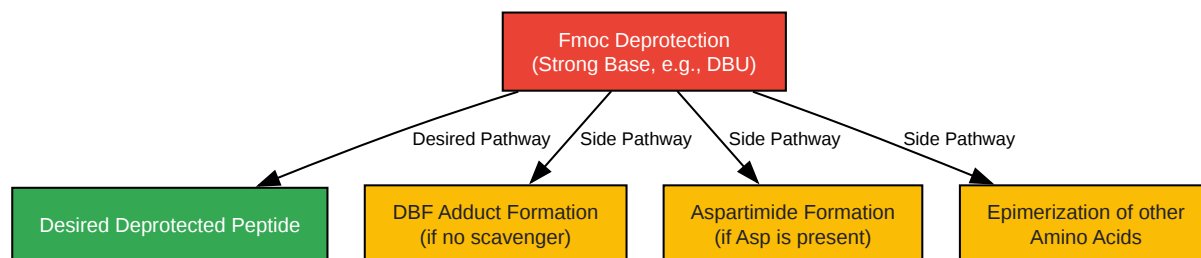 Fmoc Deprotection
(Strong Base, e.g., DBU)
Desired Pathway
Side Pathway
Side Pathway
Side Pathway
Desired Deprotected Peptide
DBF Adduct Formation
(if no scavenger)
Aspartimide Formation
(if Asp is present)
Epimerization of other
Amino Acids